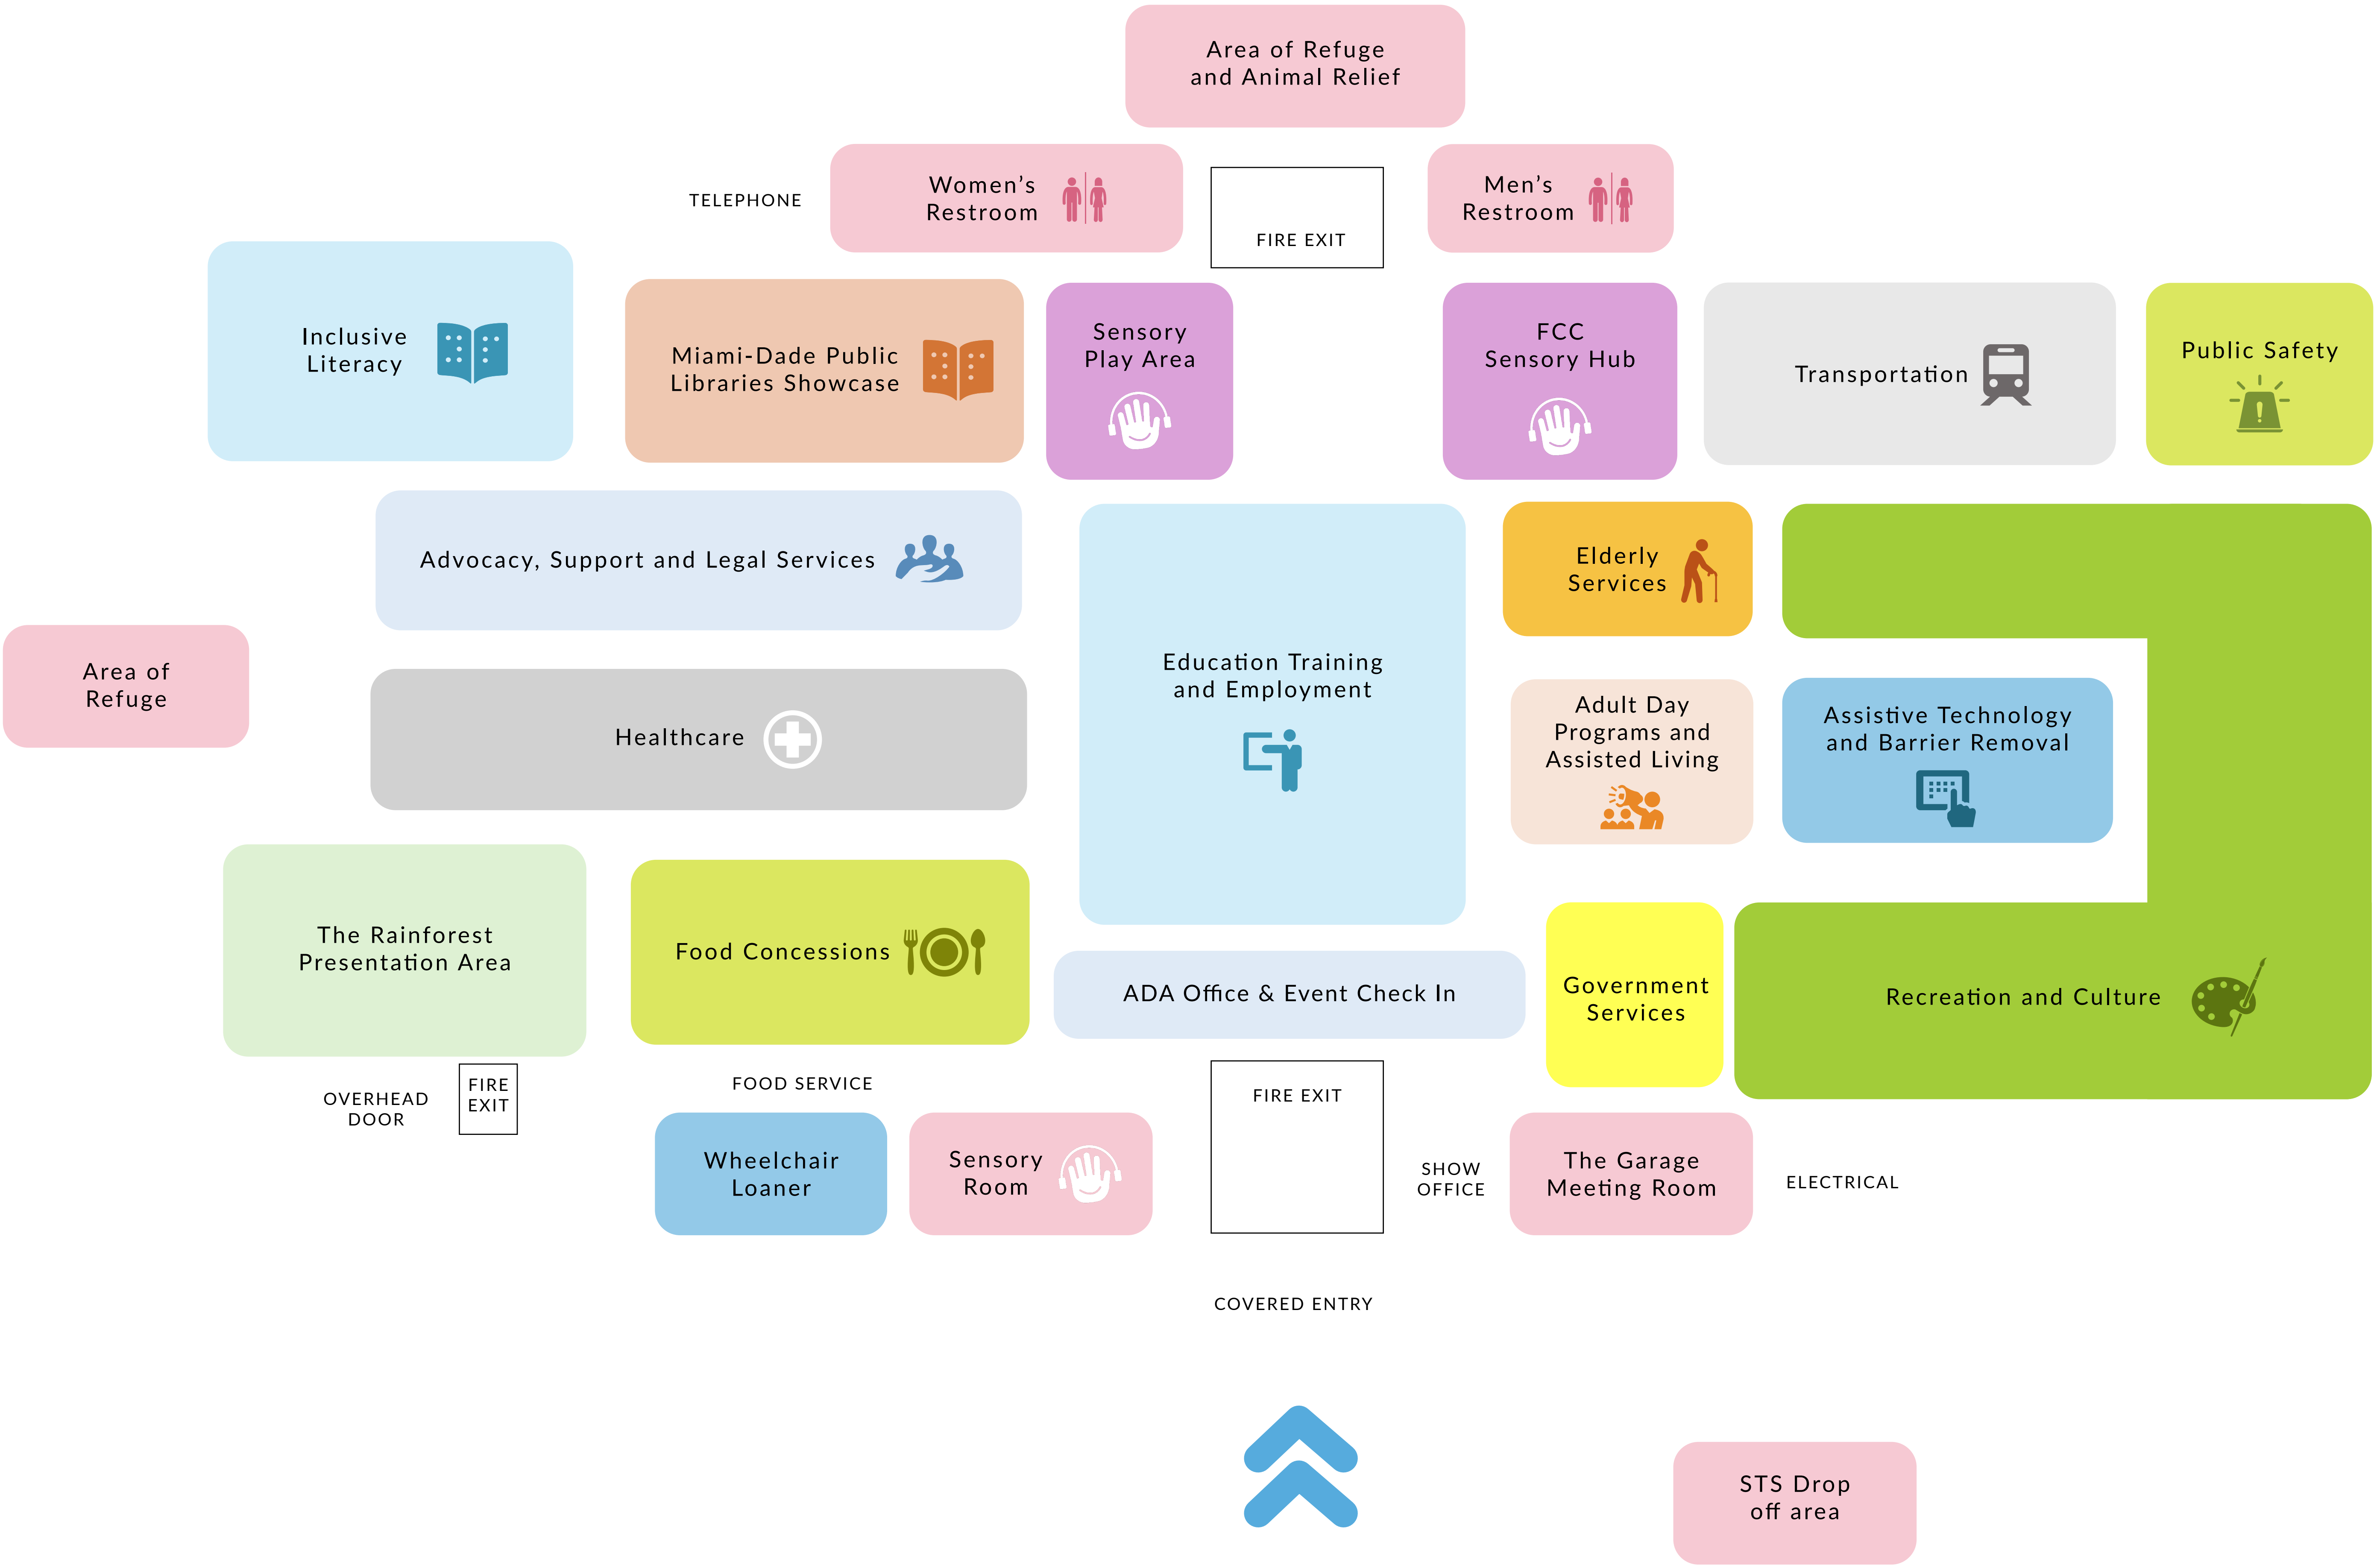 Area of Refuge
and Animal Relief
TELEPHONE
Women’s
Restroom
FIRE EXIT
Men’s
Restroom
Inclusive
Literacy
Miami-Dade Public
Libraries Showcase
Sensory
Play Area
FCC
Sensory Hub
Transportation
Public Safety
Advocacy, Support and Legal Services
Elderly
Services
Area of
Refuge
Healthcare
Education Training
and Employment
Adult Day
Programs and
Assisted Living
Assistive Technology
and Barrier Removal
The Rainforest
Presentation Area
Food Concessions
ADA Office & Event Check In
Government
Services
Recreation and Culture
OVERHEAD
DOOR
FIRE
EXIT
FOOD SERVICE
FIRE EXIT
Wheelchair
Loaner
Sensory
Room
SHOW
OFFICE
The Garage
Meeting Room
ELECTRICAL
COVERED ENTRY
STS Drop
off area